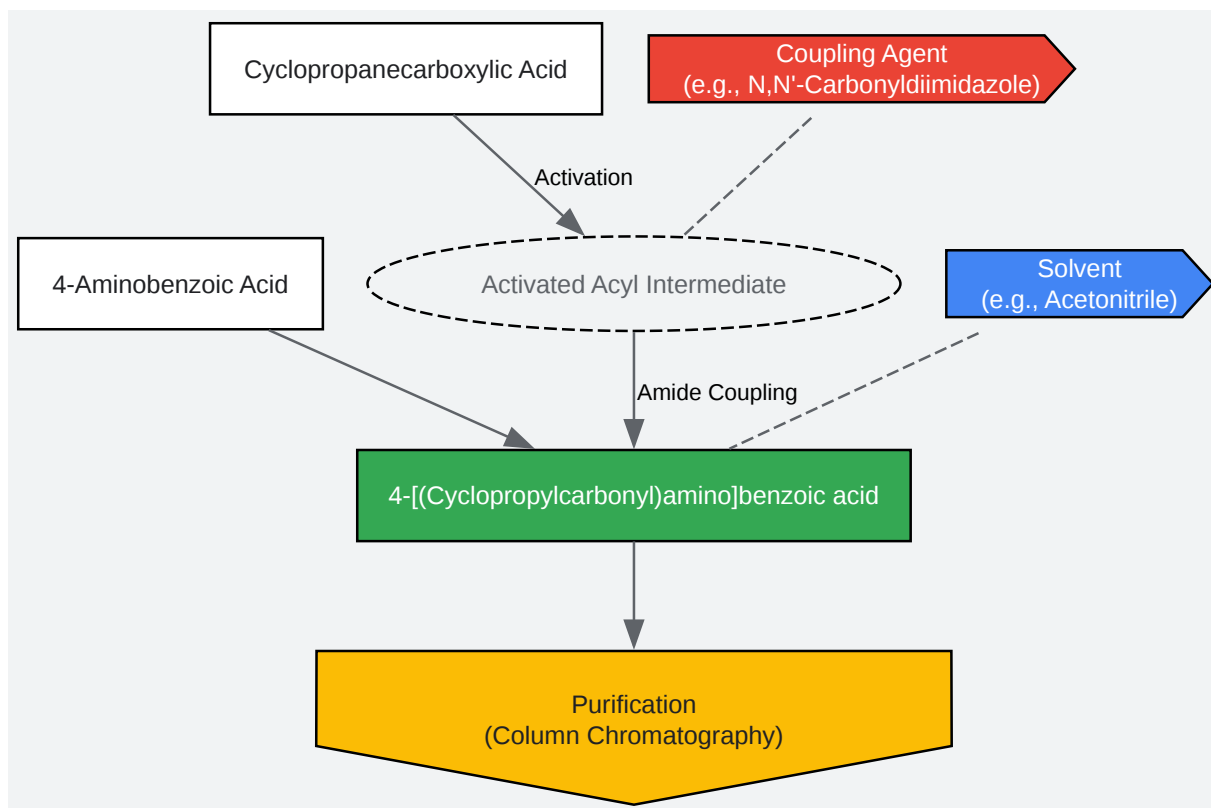 Cyclopropanecarboxylic Acid
Coupling Agent
(e.g., N,N'-Carbonyldiimidazole)
Activation
4-Aminobenzoic Acid
Activated Acyl Intermediate
Solvent
(e.g., Acetonitrile)
Amide Coupling
4-[(Cyclopropylcarbonyl)amino]benzoic acid
Purification
(Column Chromatography)